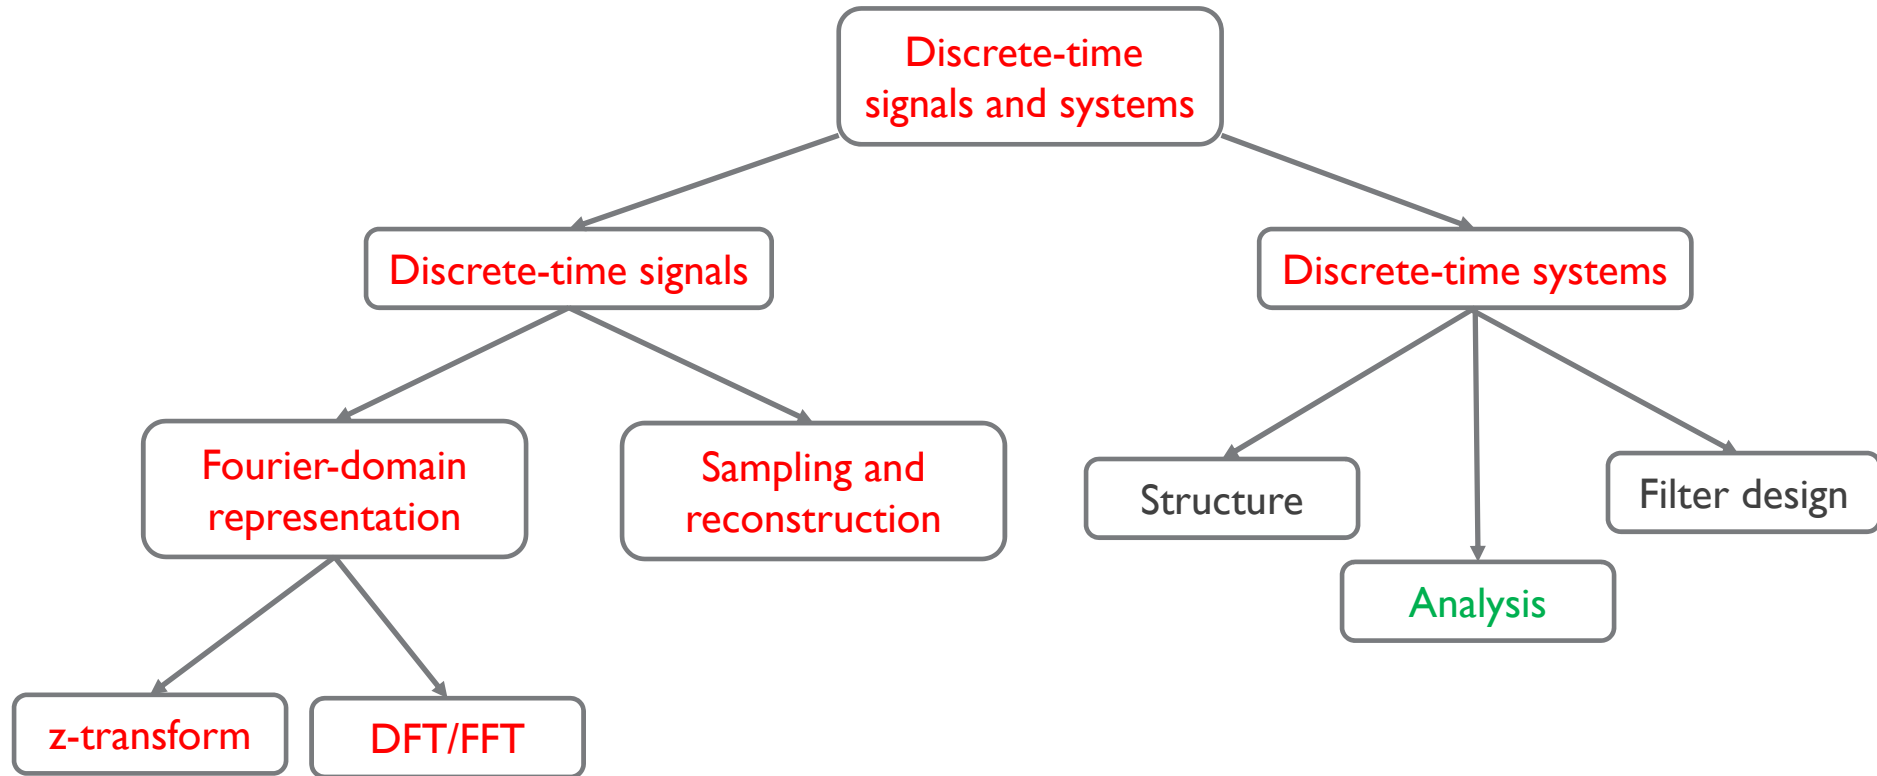 Discrete-time
signals and systems
Discrete-time signals
Discrete-time systems
Fourier-domain
representation
Sampling and
reconstruction
Structure
Filter design
Analysis
z-transform
DFT/FFT